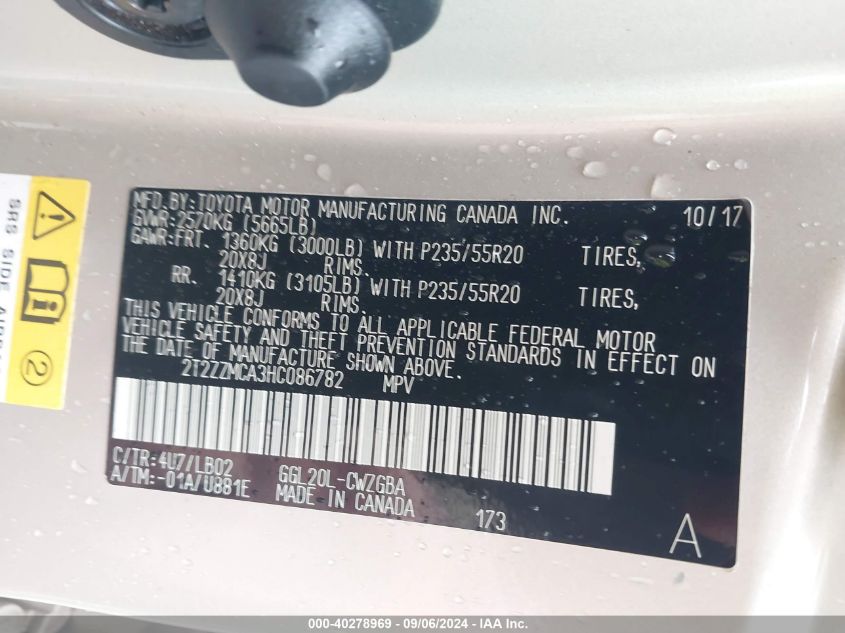 MFD. BY: TOYOTA MOTOR MANUFACTURING CANADA INC. 10/17
GVWR: 2570KG (5665LB)
GAWR: FRT. 1360KG (3000LB) WITH P235/55R20 TIRES,
20X8J RIMS.
RR. 1410KG (3105LB) WITH P235/55R20 TIRES,
20X8J RIMS.
THIS VEHICLE CONFORMS TO ALL APPLICABLE FEDERAL MOTOR
VEHICLE SAFETY AND THEFT PREVENTION STANDARDS IN EFFECT ON
THE DATE OF MANUFACTURE SHOWN ABOVE.
2T2ZZMCA3HC086782 MPV
C/TR: 4U7/LB02
A/TM: -01A/U881E
GGL20L-CWZGBA
MADE IN CANADA
173
A
SRS SIDE
2
000-40278969 - 09/06/2024 - IAA Inc.